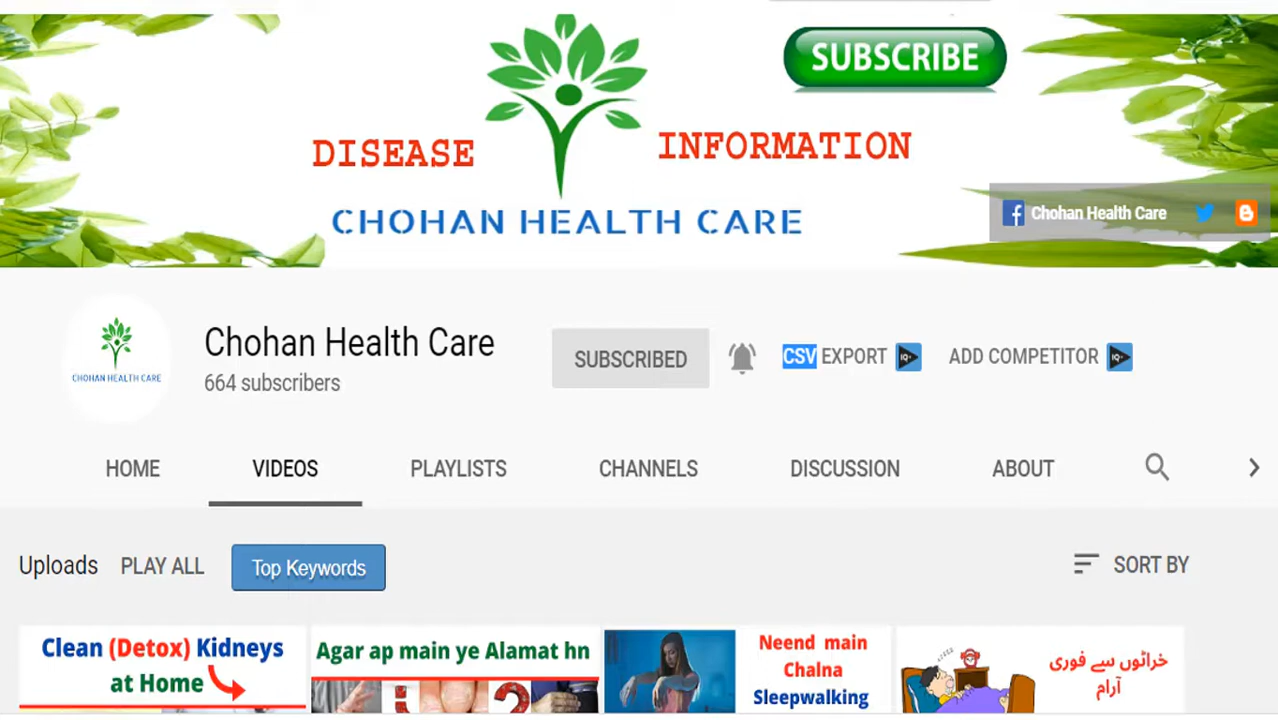 SUBSCRIBE
DISEASE INFORMATION
CHOHAN HEALTH CARE
Chohan Health Care
CHOHAN HEALTH CARE
Chohan Health Care
664 subscribers
SUBSCRIBED
CSV EXPORT IQ+
ADD COMPETITOR IQ+
HOME VIDEOS PLAYLISTS CHANNELS DISCUSSION ABOUT
Uploads PLAY ALL Top Keywords SORT BY
Clean (Detox) Kidneys
at Home
Agar ap main ye Alamat hn
Neend main
Chalna
Sleepwalking
خراٹوں سے فوری
آرام